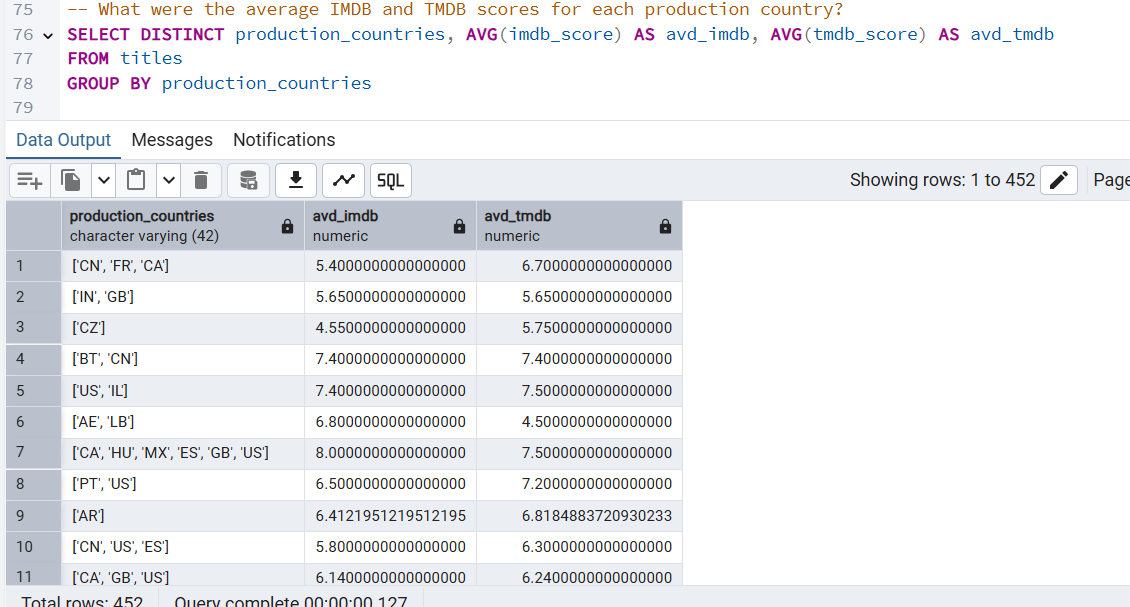 75 -- What were the average IMDB and TMDB scores for each production country?
76 SELECT DISTINCT production_countries, AVG(imdb_score) AS avd_imdb, AVG(tmdb_score) AS avd_tmdb
77 FROM titles
78 GROUP BY production_countries
79
Data Output Messages Notifications
SQL Showing rows: 1 to 452 Page
production_countries avd_imdb avd_tmdb
character varying (42) numeric numeric
1 ['CN', 'FR', 'CA'] 5.4000000000000000 6.7000000000000000
2 ['IN', 'GB'] 5.6500000000000000 5.6500000000000000
3 ['CZ'] 4.5500000000000000 5.7500000000000000
4 ['BT', 'CN'] 7.4000000000000000 7.4000000000000000
5 ['US', 'IL'] 7.4000000000000000 7.5000000000000000
6 ['AE', 'LB'] 6.8000000000000000 4.5000000000000000
7 ['CA', 'HU', 'MX', 'ES', 'GB', 'US'] 8.0000000000000000 7.5000000000000000
8 ['PT', 'US'] 6.5000000000000000 7.2000000000000000
9 ['AR'] 6.4121951219512195 6.8184883720930233
10 ['CN', 'US', 'ES'] 5.8000000000000000 6.3000000000000000
11 ['CA', 'GB', 'US'] 6.1400000000000000 6.2400000000000000
Total rows: 452 Query complete 00:00:00.127